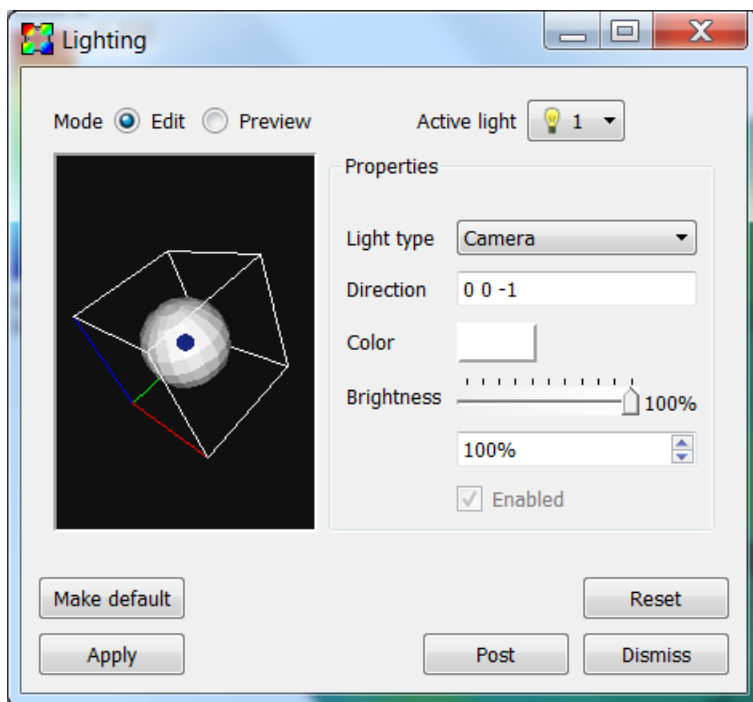 Lighting
Mode Edit Preview Active light 1
Properties
Light type Camera
Direction 0 0 -1
Color
Brightness 100%
100%
Enabled
Make default Reset
Apply Post Dismiss